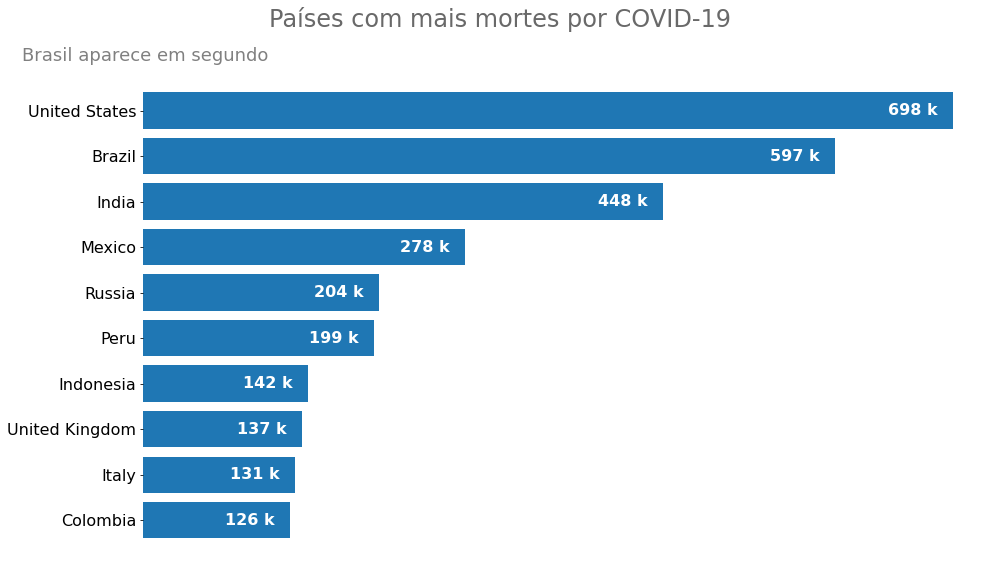 Países com mais mortes por COVID-19
Brasil aparece em segundo
United States 698 k
Brazil 597 k
India 448 k
Mexico 278 k
Russia 204 k
Peru 199 k
Indonesia 142 k
United Kingdom 137 k
Italy 131 k
Colombia 126 k